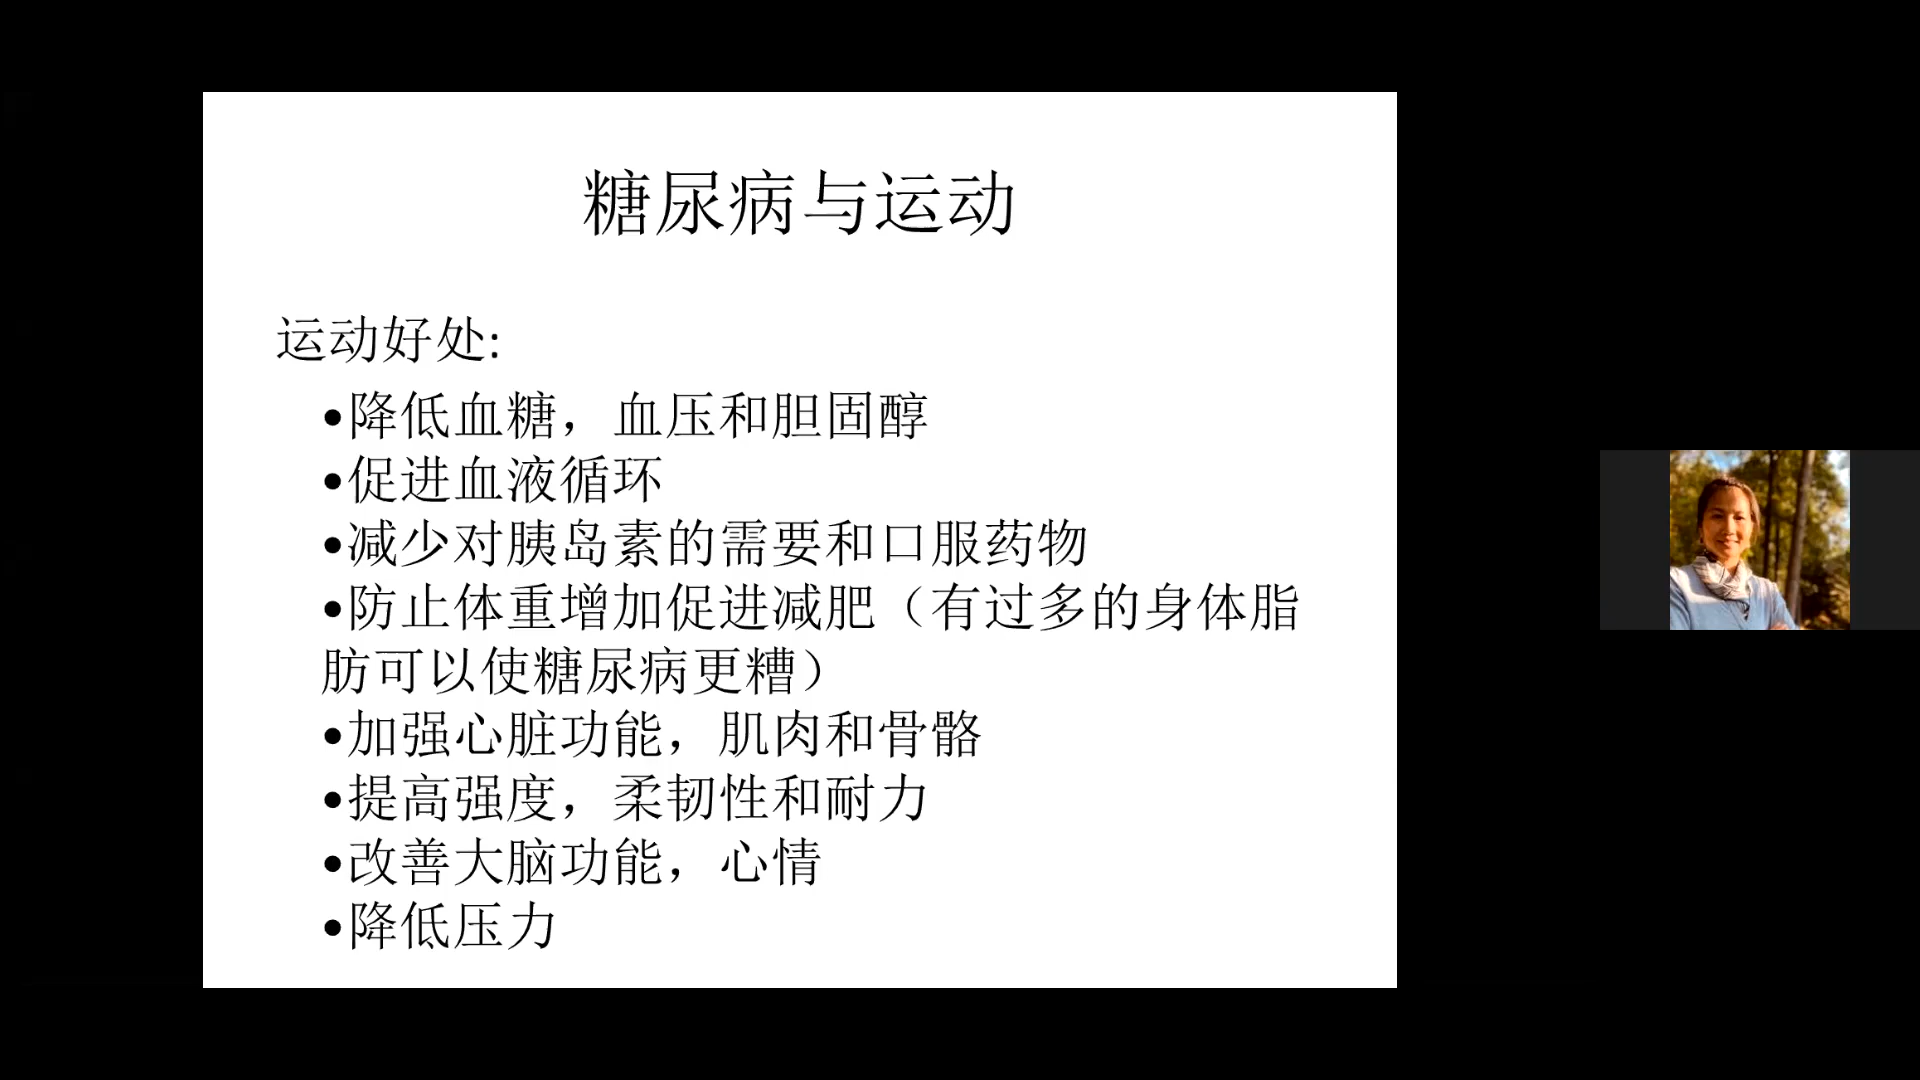 糖尿病与运动
运动好处:
•降低血糖，血压和胆固醇
•促进血液循环
•减少对胰岛素的需要和口服药物
•防止体重增加促进减肥（有过多的身体脂
肪可以使糖尿病更糟）
•加强心脏功能，肌肉和骨骼
•提高强度，柔韧性和耐力
•改善大脑功能，心情
•降低压力